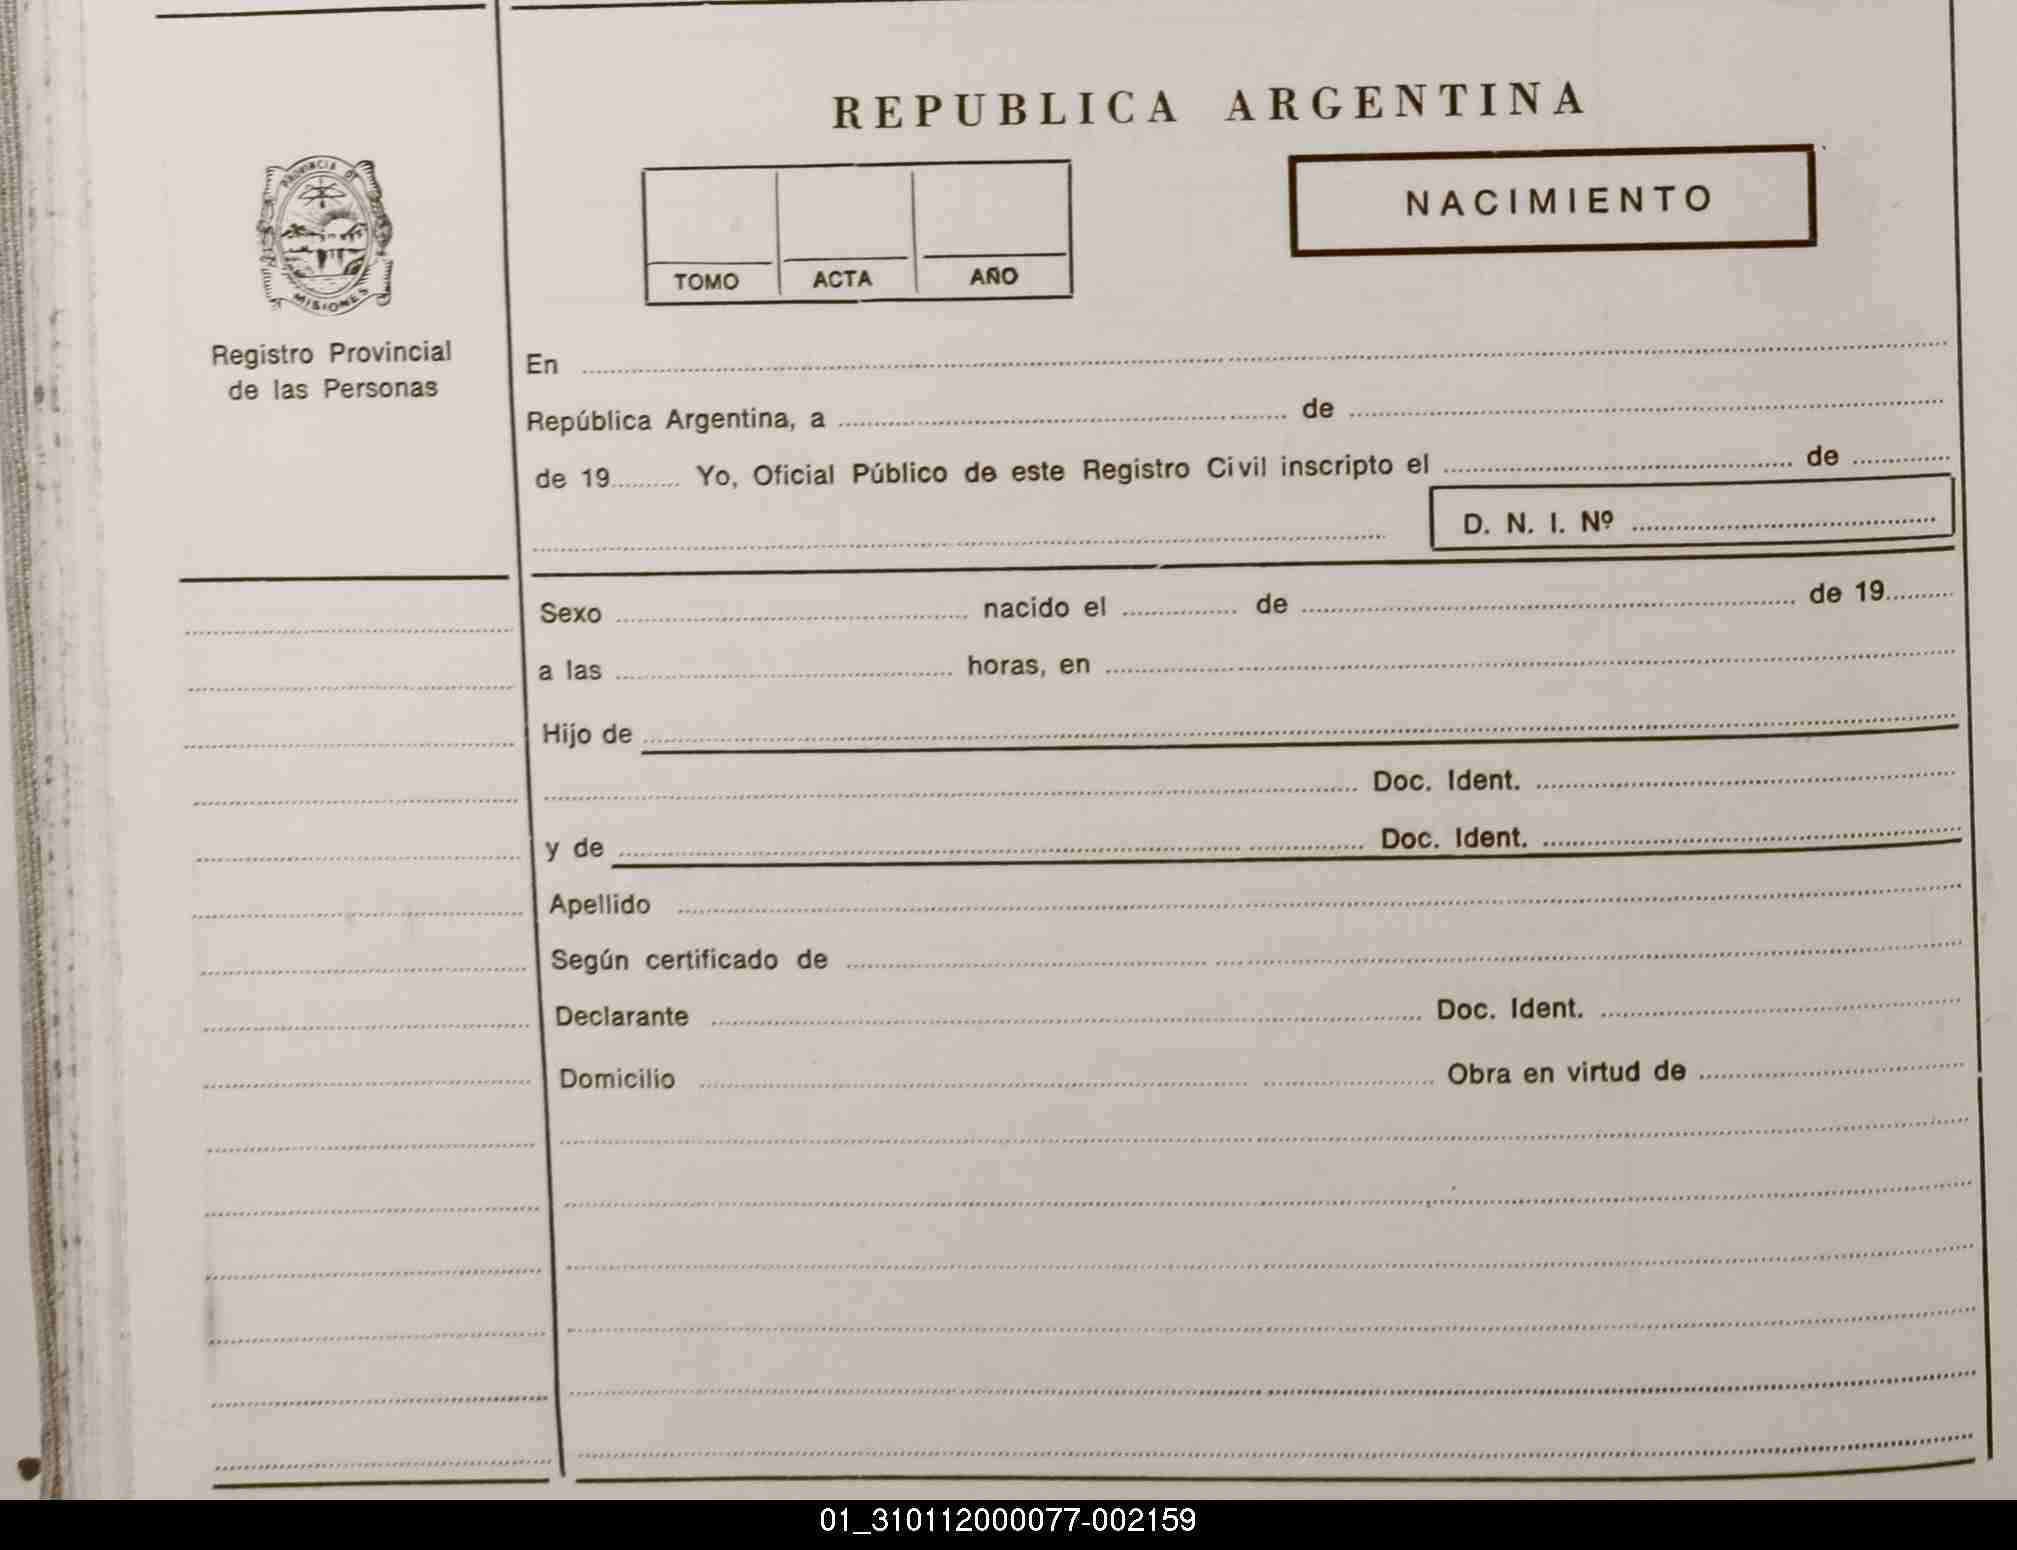 REPUBLICA ARGENTINA
PROVINCIA DE
MISIONES
Registro Provincial
de las Personas
TOMO ACTA AÑO
NACIMIENTO
En
República Argentina, a de
de 19 Yo, Oficial Público de este Registro Civil inscripto el de
D. N. I. Nº
Sexo nacido el de de 19
a las horas, en
Hijo de
Doc. Ident.
y de Doc. Ident.
Apellido
Según certificado de
Declarante Doc. Ident.
Domicilio Obra en virtud de
01_310112000077-002159